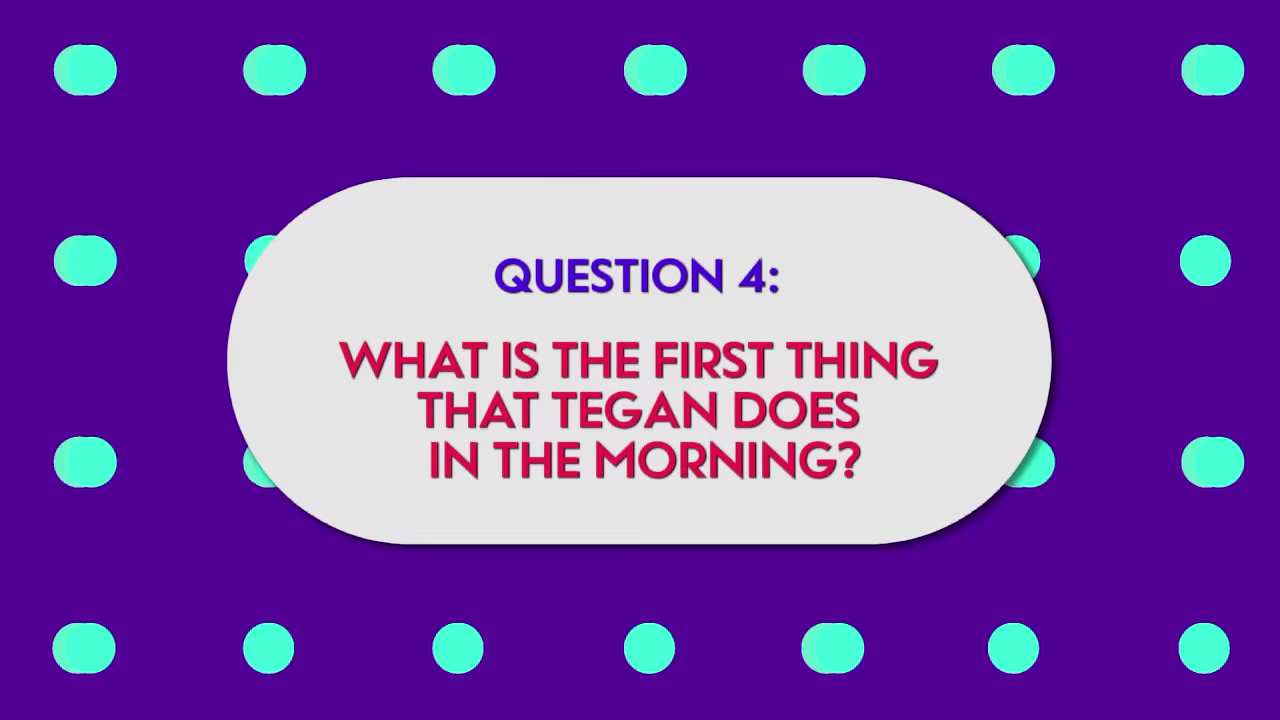 QUESTION 4:
WHAT IS THE FIRST THING
THAT TEGAN DOES
IN THE MORNING?